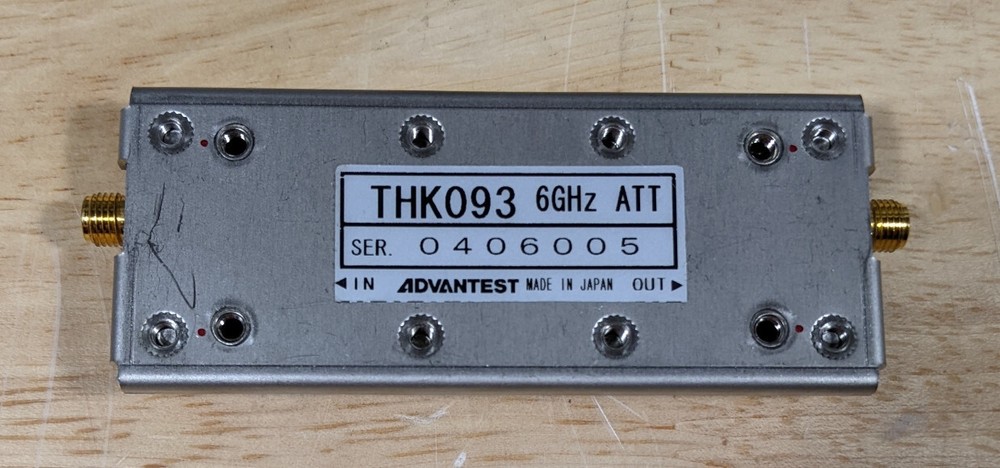 THK093 6GHz ATT
SER. 0406005
◀IN ADVANTEST MADE IN JAPAN OUT▶